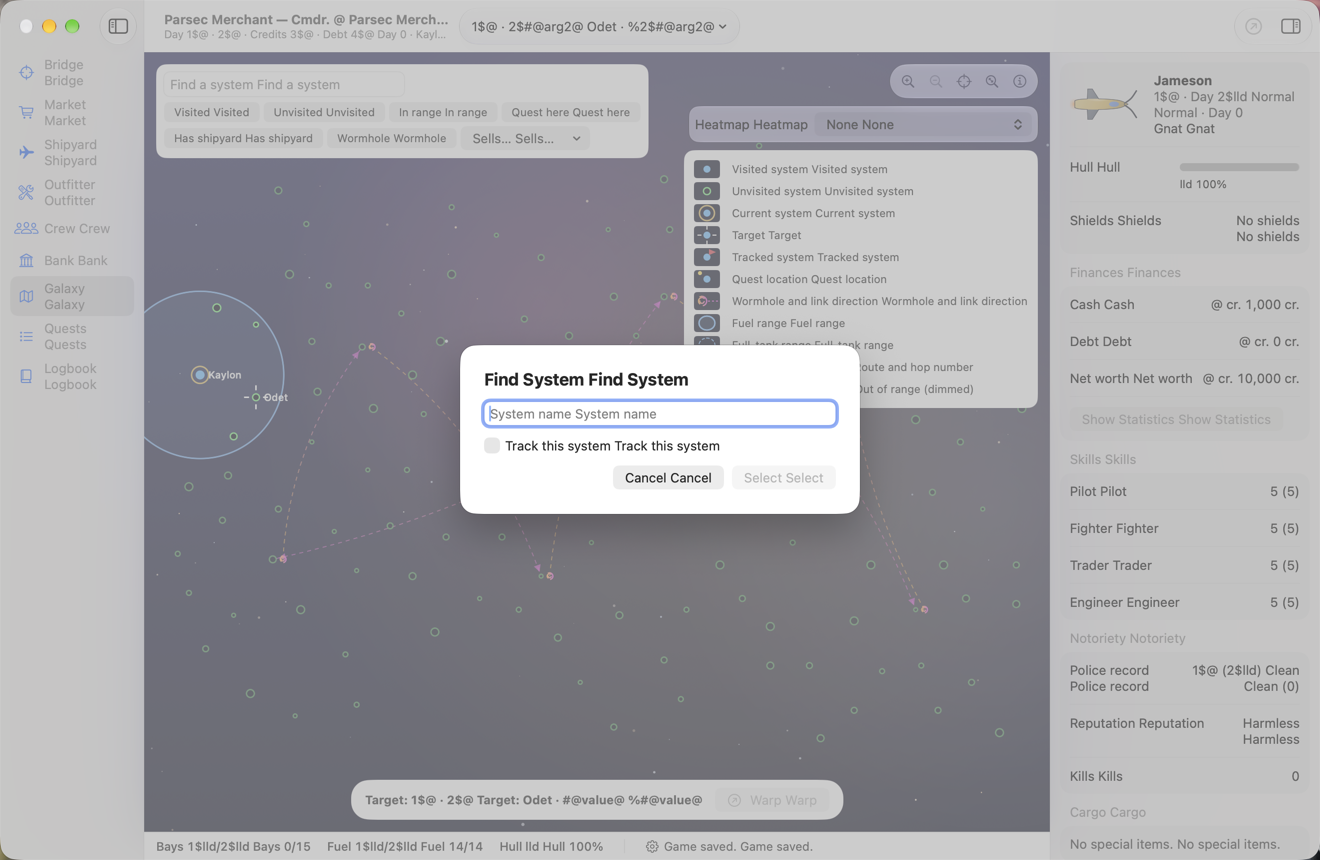 Parsec Merchant — Cmdr. @ Parsec Merch...
Day 1$@ · 2$@ · Credits 3$@ · Debt 4$@ Day 0 · Kayl...
1$@ · 2$#@arg2@ Odet · %2$#@arg2@
Bridge
Bridge
Market
Market
Shipyard
Shipyard
Outfitter
Outfitter
Crew Crew
Bank Bank
Galaxy
Galaxy
Quests
Quests
Logbook
Logbook
Find a system Find a system
Visited Visited
Unvisited Unvisited
In range In range
Quest here Quest here
Has shipyard Has shipyard
Wormhole Wormhole
Sells... Sells...
Heatmap Heatmap
None None
Visited system Visited system
Unvisited system Unvisited system
Current system Current system
Target Target
Tracked system Tracked system
Quest location Quest location
Wormhole and link direction Wormhole and link direction
Fuel range Fuel range
Full-tank range Full-tank range
route and hop number
Out of range (dimmed)
Kaylon
Odet
Find System Find System
System name System name
Track this system Track this system
Cancel Cancel
Select Select
Target: 1$@ · 2$@ Target: Odet · #@value@ %#@value@
Warp Warp
Bays 1$lld/2$lld Bays 0/15
Fuel 1$lld/2$lld Fuel 14/14
Hull lld Hull 100%
Game saved. Game saved.
Jameson
1$@ · Day 2$lld Normal
Normal · Day 0
Gnat Gnat
Hull Hull
lld 100%
Shields Shields
No shields
No shields
Finances Finances
Cash Cash
@ cr. 1,000 cr.
Debt Debt
@ cr. 0 cr.
Net worth Net worth
@ cr. 10,000 cr.
Show Statistics Show Statistics
Skills Skills
Pilot Pilot
5 (5)
Fighter Fighter
5 (5)
Trader Trader
5 (5)
Engineer Engineer
5 (5)
Notoriety Notoriety
Police record
Police record
1$@ (2$lld) Clean
Clean (0)
Reputation Reputation
Harmless
Harmless
Kills Kills
0
Cargo Cargo
No special items. No special items.